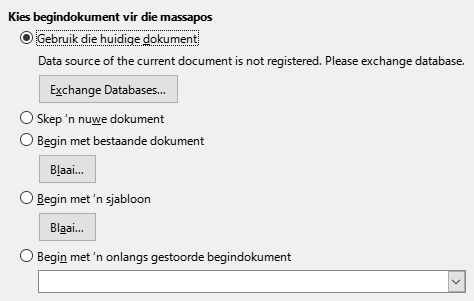 Kies begindokument vir die massapos
Gebruik die huidige dokument
Data source of the current document is not registered. Please exchange database.
Exchange Databases...
Skep 'n nuwe dokument
Begin met bestaande dokument
Blaai...
Begin met 'n sjabloon
Blaai...
Begin met 'n onlangs gestoorde begindokument